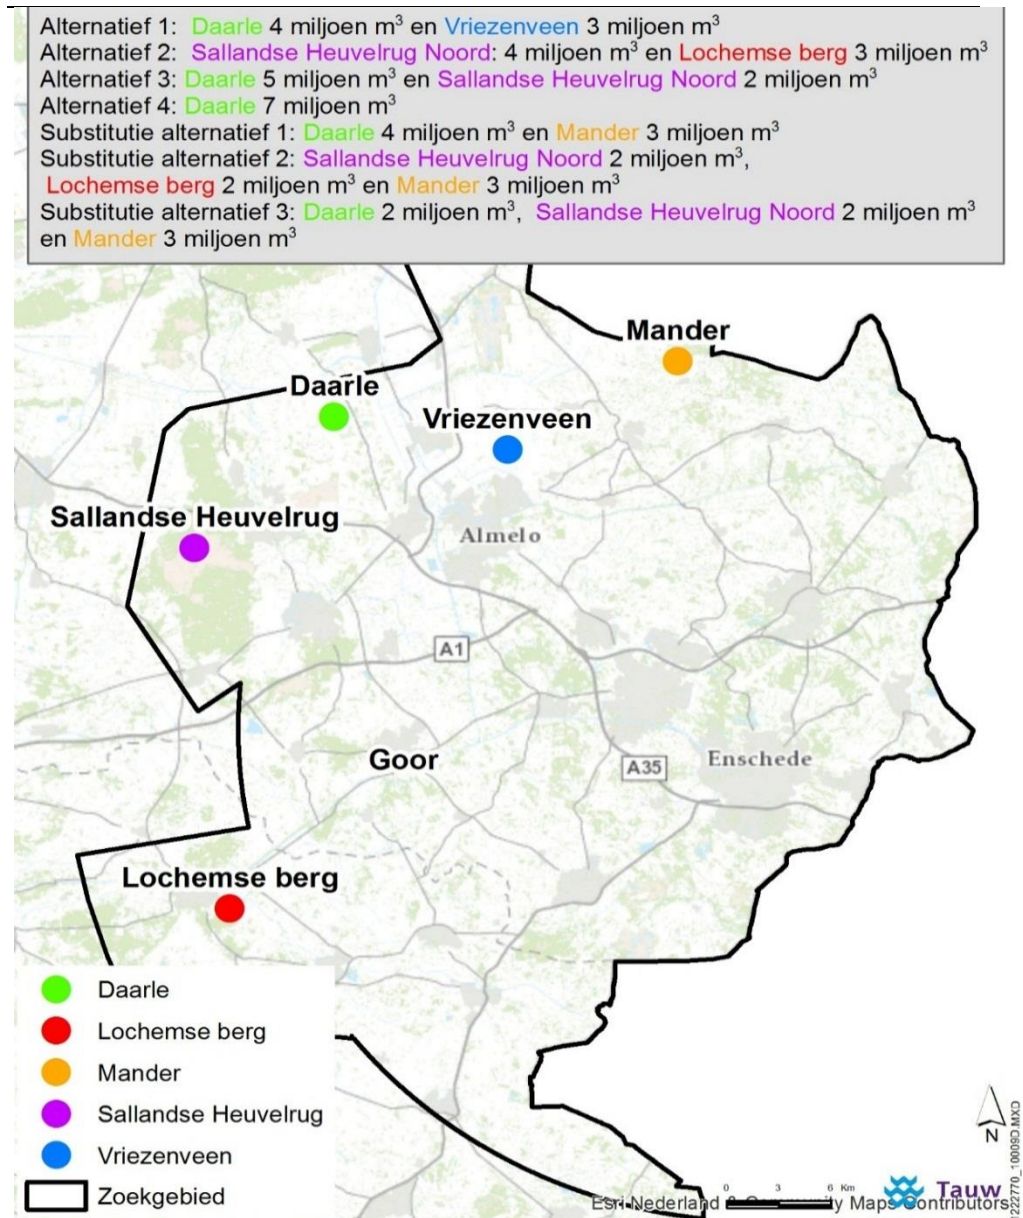 Alternatief 1: Daarle 4 miljoen m³ en Vriezenveen 3 miljoen m³
Alternatief 2: Sallandse Heuvelrug Noord: 4 miljoen m³ en Lochemse berg 3 miljoen m³
Alternatief 3: Daarle 5 miljoen m³ en Sallandse Heuvelrug Noord 2 miljoen m³
Alternatief 4: Daarle 7 miljoen m³
Substitutie alternatief 1: Daarle 4 miljoen m³ en Mander 3 miljoen m³
Substitutie alternatief 2: Sallandse Heuvelrug Noord 2 miljoen m³,
Lochemse berg 2 miljoen m³ en Mander 3 miljoen m³
Substitutie alternatief 3: Daarle 2 miljoen m³, Sallandse Heuvelrug Noord 2 miljoen m³
en Mander 3 miljoen m³
Mander
Daarle
Vriezenveen
Sallandse Heuvelrug
Almelo
A1
Goor
A35
Enschede
Lochemse berg
Daarle
Lochemse berg
Mander
Sallandse Heuvelrug
Vriezenveen
Zoekgebied
N
0 3 6 Km
Tauw
Esri Nederland & Community Maps Contributors
1222770_10009D.MXD